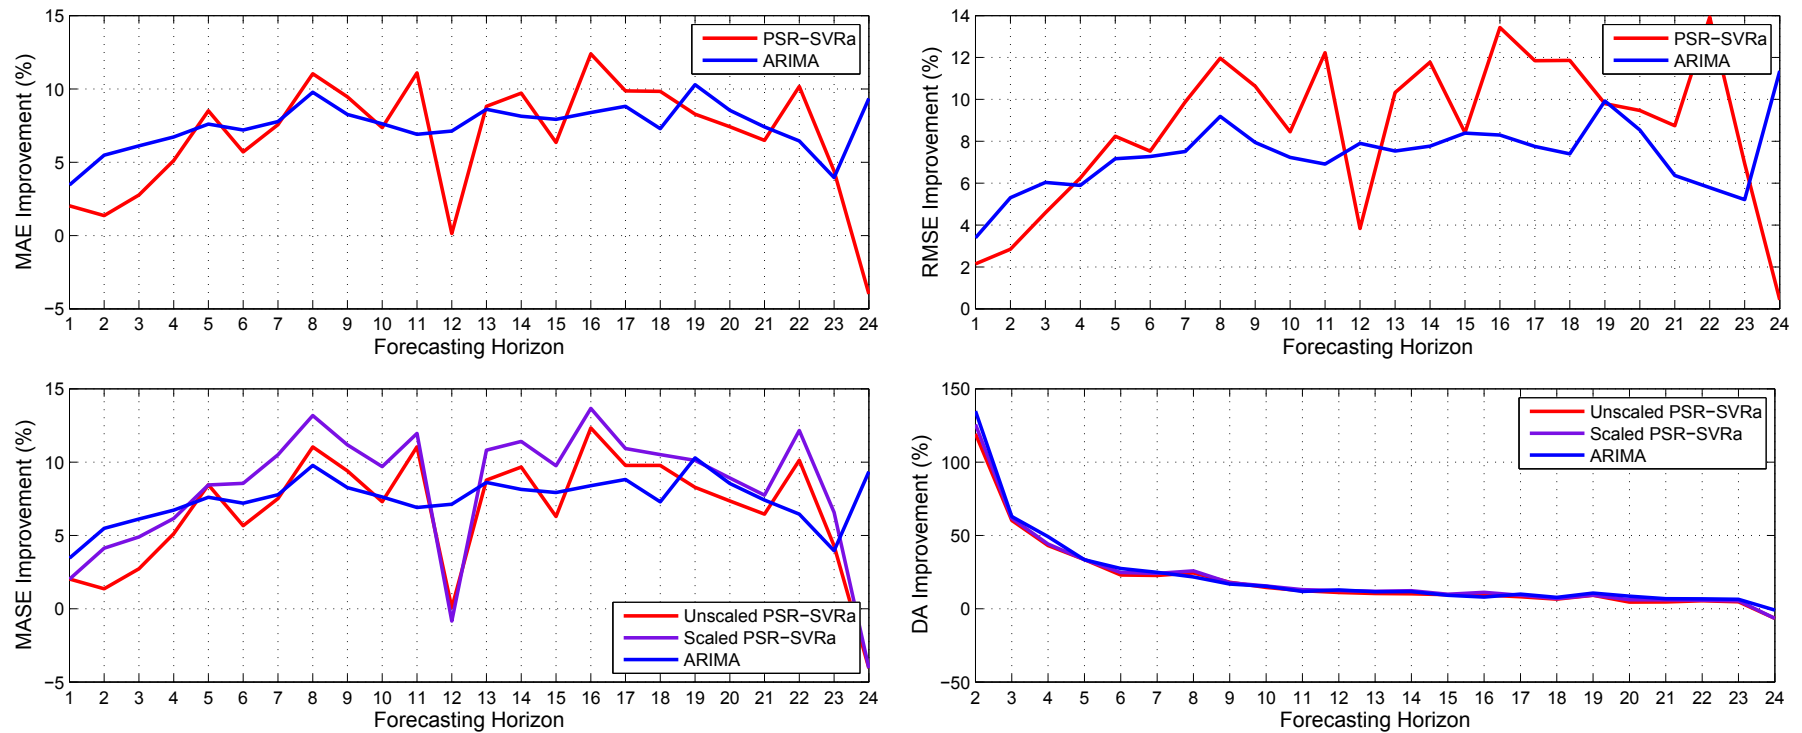 15
10
5
0
−5
MAE Improvement (%)
PSR−SVRa
ARIMA
1 2 3 4 5 6 7 8 9 10 11 12 13 14 15 16 17 18 19 20 21 22 23 24
Forecasting Horizon
14
12
10
8
6
4
2
0
RMSE Improvement (%)
PSR−SVRa
ARIMA
1 2 3 4 5 6 7 8 9 10 11 12 13 14 15 16 17 18 19 20 21 22 23 24
Forecasting Horizon
15
10
5
0
−5
MASE Improvement (%)
Unscaled PSR−SVRa
Scaled PSR−SVRa
ARIMA
1 2 3 4 5 6 7 8 9 10 11 12 13 14 15 16 17 18 19 20 21 22 23 24
Forecasting Horizon
150
100
50
0
−50
DA Improvement (%)
Unscaled PSR−SVRa
Scaled PSR−SVRa
ARIMA
2 3 4 5 6 7 8 9 10 11 12 13 14 15 16 17 18 19 20 21 22 23 24
Forecasting Horizon